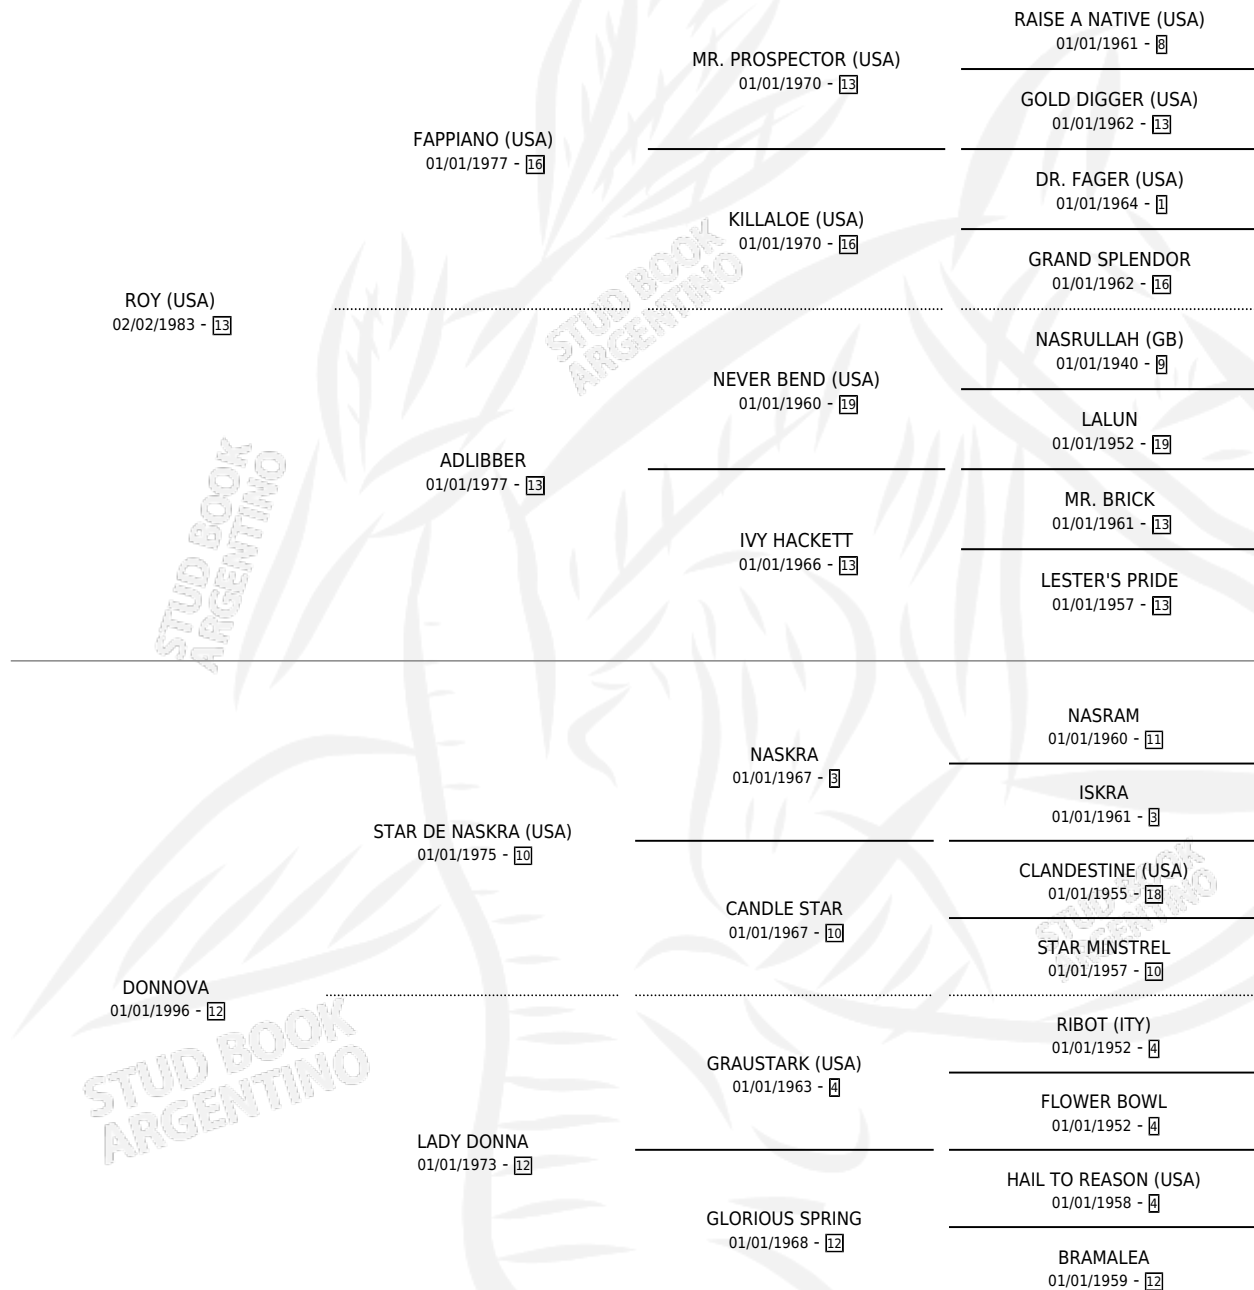 RAISE A NATIVE (USA)
01/01/1961 - 8
MR. PROSPECTOR (USA)
01/01/1970 - 13
GOLD DIGGER (USA)
01/01/1962 - 13
FAPPIANO (USA)
01/01/1977 - 16
DR. FAGER (USA)
01/01/1964 - 1
KILLALOE (USA)
01/01/1970 - 16
GRAND SPLENDOR
01/01/1962 - 16
ROY (USA)
02/02/1983 - 13
NASRULLAH (GB)
01/01/1940 - 9
NEVER BEND (USA)
01/01/1960 - 19
LALUN
01/01/1952 - 19
ADLIBBER
01/01/1977 - 13
MR. BRICK
01/01/1961 - 13
IVY HACKETT
01/01/1966 - 13
LESTER'S PRIDE
01/01/1957 - 13
NASRAM
01/01/1960 - 11
NASKRA
01/01/1967 - 3
ISKRA
01/01/1961 - 3
STAR DE NASKRA (USA)
01/01/1975 - 10
CLANDESTINE (USA)
01/01/1955 - 18
CANDLE STAR
01/01/1967 - 10
STAR MINSTREL
01/01/1957 - 10
DONNOVA
01/01/1996 - 12
RIBOT (ITY)
01/01/1952 - 4
GRAUSTARK (USA)
01/01/1963 - 4
FLOWER BOWL
01/01/1952 - 4
LADY DONNA
01/01/1973 - 12
HAIL TO REASON (USA)
01/01/1958 - 4
GLORIOUS SPRING
01/01/1968 - 12
BRAMALEA
01/01/1959 - 12
STUD BOOK
ARGENTINO
STUD BOOK
ARGENTINO
STUD BOOK
ARGENTINO
STUD BOOK
ARGENTINO